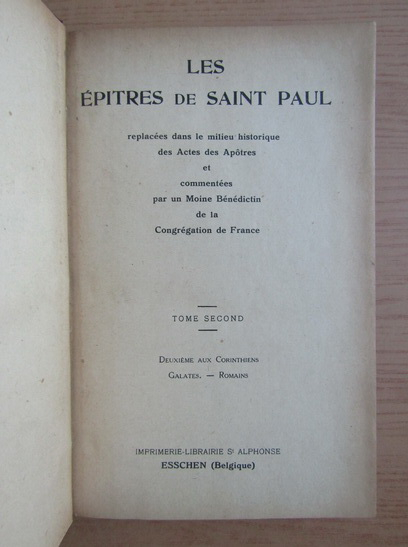 LES
ÉPITRES DE SAINT PAUL
replacées dans le milieu historique
des Actes des Apôtres
et
commentées
par un Moine Bénédictin
de la
Congrégation de France
TOME SECOND
Deuxième aux Corinthiens
Galates. — Romains
IMPRIMERIE-LIBRAIRIE St ALPHONSE
ESSCHEN (Belgique)